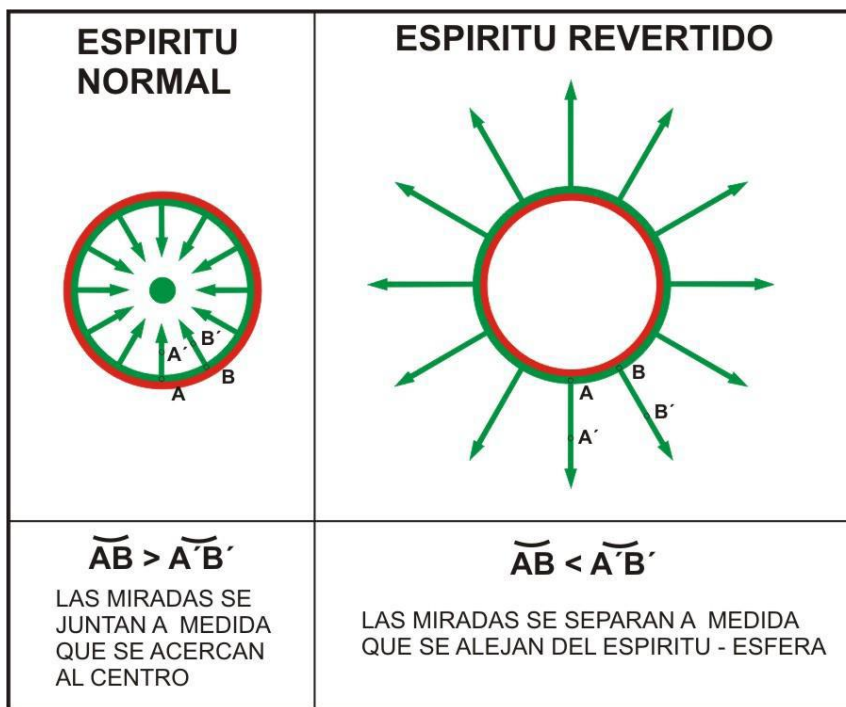 ESPIRITU
NORMAL
A´
B´
A
B
AB > A´B´
LAS MIRADAS SE
JUNTAN A MEDIDA
QUE SE ACERCAN
AL CENTRO
ESPIRITU REVERTIDO
A
B
B´
A´
AB < A´B´
LAS MIRADAS SE SEPARAN A MEDIDA
QUE SE ALEJAN DEL ESPIRITU - ESFERA